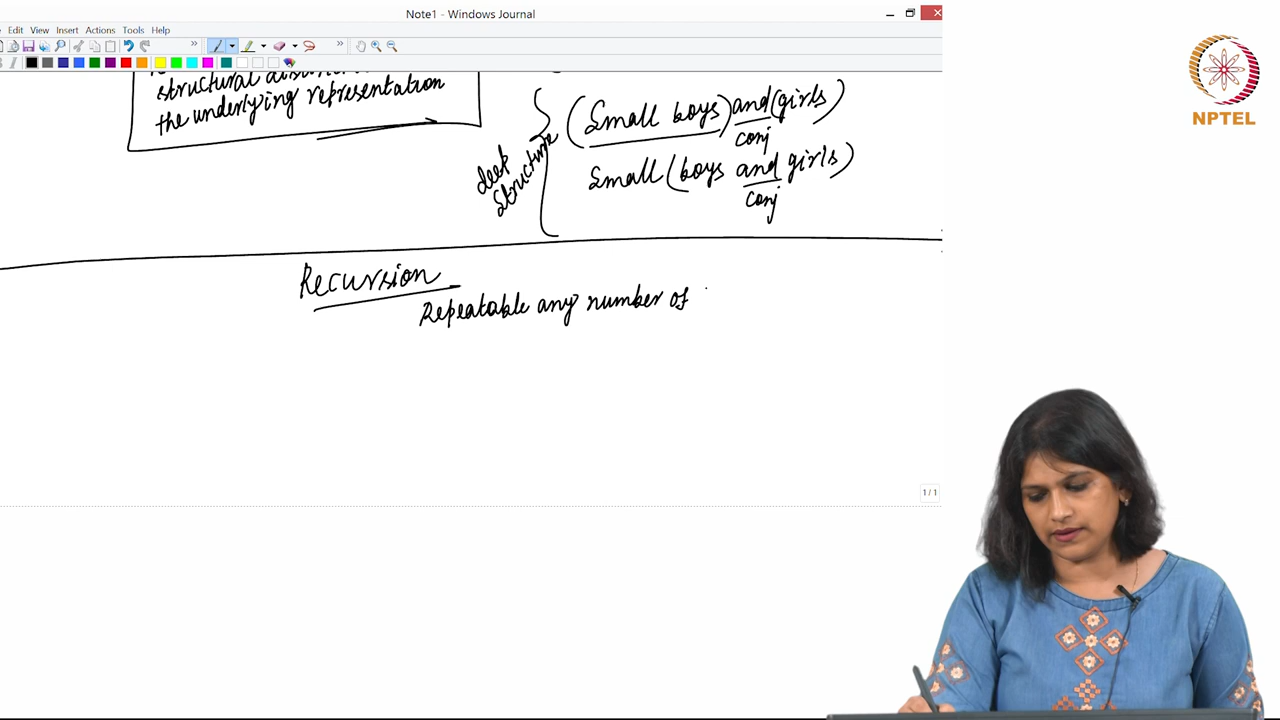 Note1 - Windows Journal
Edit View Insert Actions Tools Help
NPTEL
structural
the underlying representation
deep structure
(Small boys) and (girls)
conj
Small (boys and girls)
conj
Recursion
Repeatable any number of
1 / 1